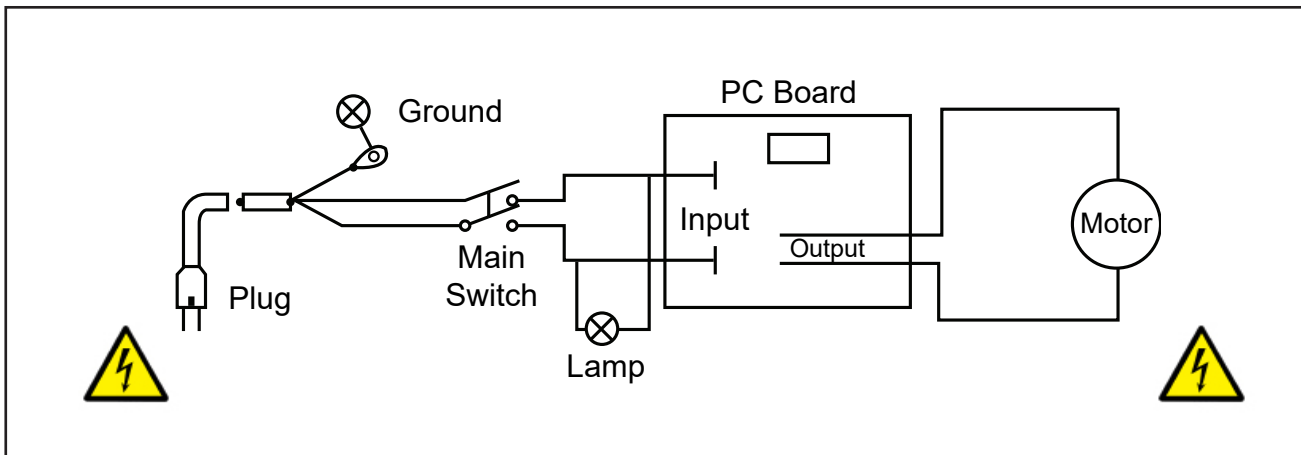 PC Board
Ground
Input
Output
Motor
Main
Switch
Plug
Lamp